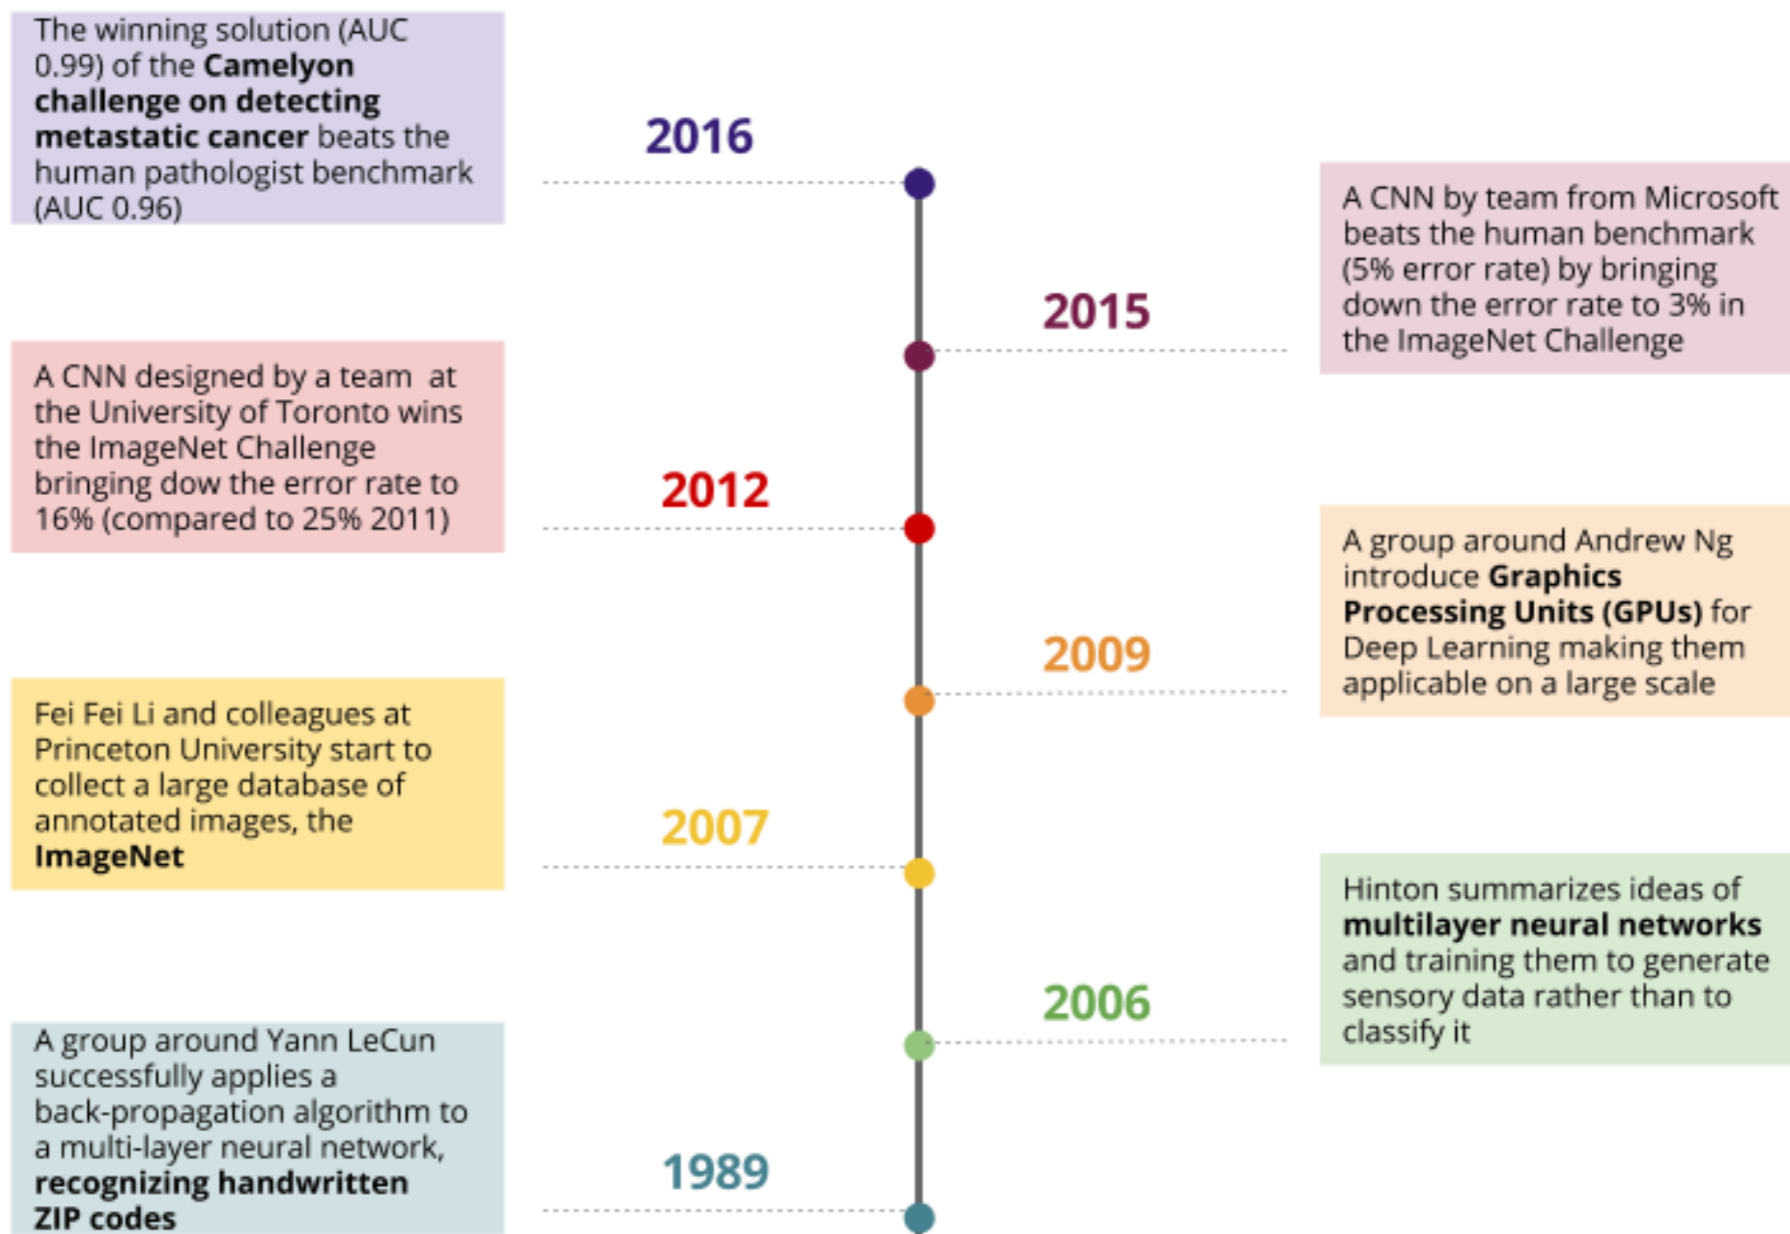 The winning solution (AUC
0.99) of the Camelyon
challenge on detecting
metastatic cancer beats the
human pathologist benchmark
(AUC 0.96)
2016
A CNN by team from Microsoft
beats the human benchmark
(5% error rate) by bringing
down the error rate to 3% in
the ImageNet Challenge
2015
A CNN designed by a team at
the University of Toronto wins
the ImageNet Challenge
bringing dow the error rate to
16% (compared to 25% 2011)
2012
A group around Andrew Ng
introduce Graphics
Processing Units (GPUs) for
Deep Learning making them
applicable on a large scale
2009
Fei Fei Li and colleagues at
Princeton University start to
collect a large database of
annotated images, the
ImageNet
2007
Hinton summarizes ideas of
multilayer neural networks
and training them to generate
sensory data rather than to
classify it
2006
A group around Yann LeCun
successfully applies a
back-propagation algorithm to
a multi-layer neural network,
recognizing handwritten
ZIP codes
1989